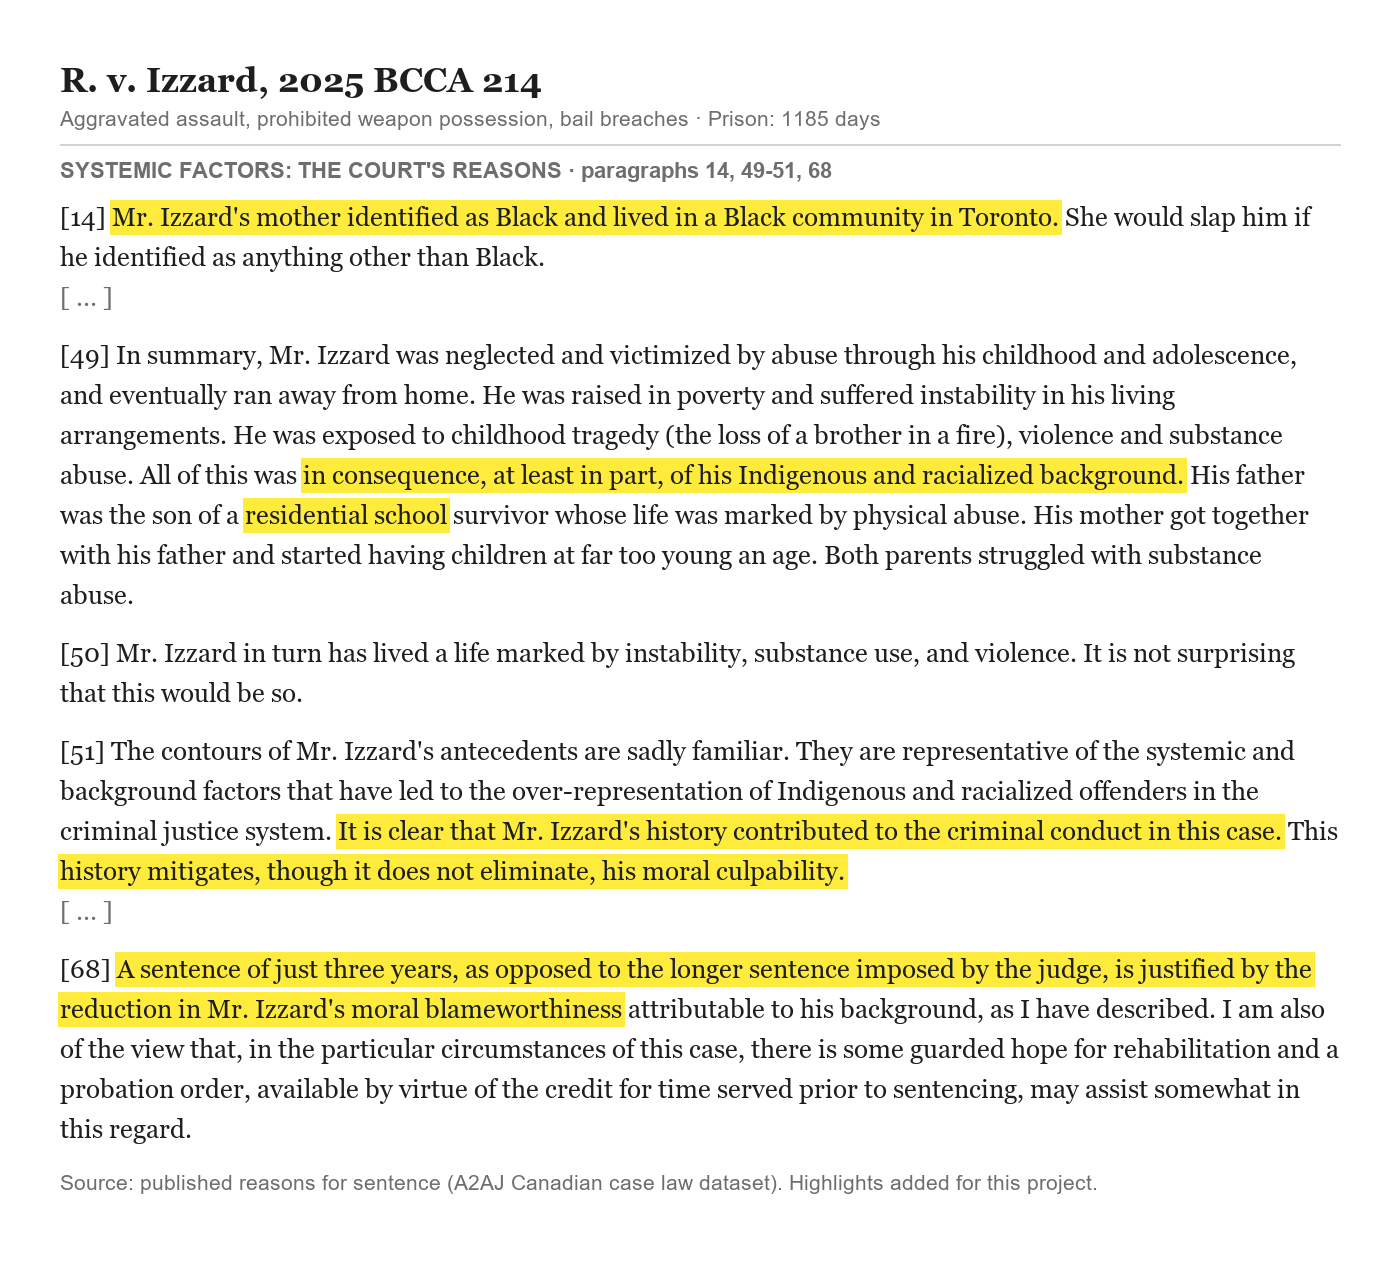 R. v. Izzard, 2025 BCCA 214
Aggravated assault, prohibited weapon possession, bail breaches · Prison: 1185 days
SYSTEMIC FACTORS: THE COURT'S REASONS · paragraphs 14, 49-51, 68
[14] Mr. Izzard's mother identified as Black and lived in a Black community in Toronto. She would slap him if
he identified as anything other than Black.
[ ... ]
[49] In summary, Mr. Izzard was neglected and victimized by abuse through his childhood and adolescence,
and eventually ran away from home. He was raised in poverty and suffered instability in his living
arrangements. He was exposed to childhood tragedy (the loss of a brother in a fire), violence and substance
abuse. All of this was in consequence, at least in part, of his Indigenous and racialized background. His father
was the son of a residential school survivor whose life was marked by physical abuse. His mother got together
with his father and started having children at far too young an age. Both parents struggled with substance
abuse.
[50] Mr. Izzard in turn has lived a life marked by instability, substance use, and violence. It is not surprising
that this would be so.
[51] The contours of Mr. Izzard's antecedents are sadly familiar. They are representative of the systemic and
background factors that have led to the over-representation of Indigenous and racialized offenders in the
criminal justice system. It is clear that Mr. Izzard's history contributed to the criminal conduct in this case. This
history mitigates, though it does not eliminate, his moral culpability.
[ ... ]
[68] A sentence of just three years, as opposed to the longer sentence imposed by the judge, is justified by the
reduction in Mr. Izzard's moral blameworthiness attributable to his background, as I have described. I am also
of the view that, in the particular circumstances of this case, there is some guarded hope for rehabilitation and a
probation order, available by virtue of the credit for time served prior to sentencing, may assist somewhat in
this regard.
Source: published reasons for sentence (A2AJ Canadian case law dataset). Highlights added for this project.